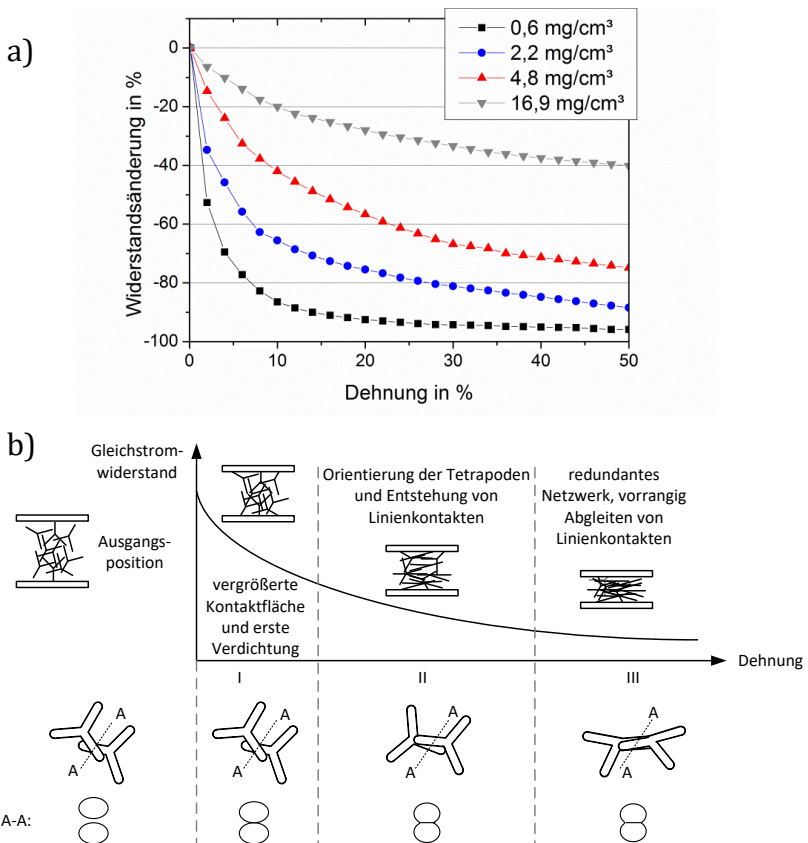 a)
0,6 mg/cm³
2,2 mg/cm³
4,8 mg/cm³
16,9 mg/cm³
Widerstandsänderung in %
0
-20
-40
-60
-80
-100
0
10
20
30
40
50
Dehnung in %
b)
Gleichstrom-
widerstand
Ausgangs-
position
vergrößerte
Kontaktfläche
und erste
Verdichtung
Orientierung der Tetrapoden
und Entstehung von
Linienkontakten
redundantes
Netzwerk, vorrangig
Abgleiten von
Linienkontakten
Dehnung
I
II
III
A
A
A
A
A
A
A
A
A-A: